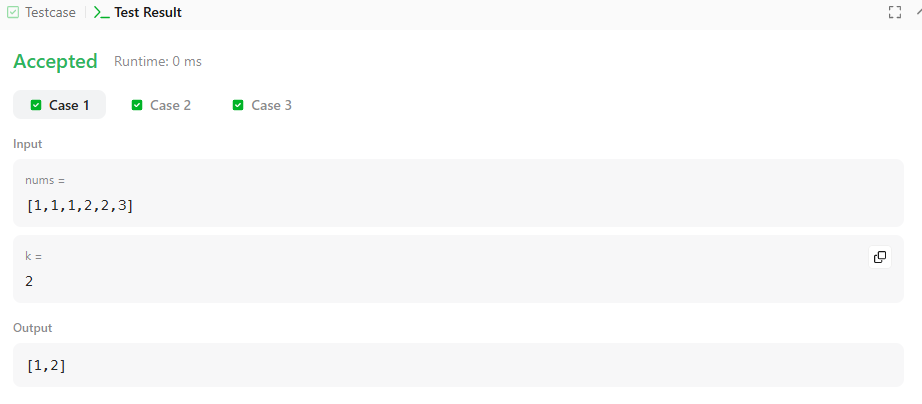 Testcase
Test Result
Accepted Runtime: 0 ms
Case 1 Case 2 Case 3
Input
nums =
[1,1,1,2,2,3]
k =
2
Output
[1,2]